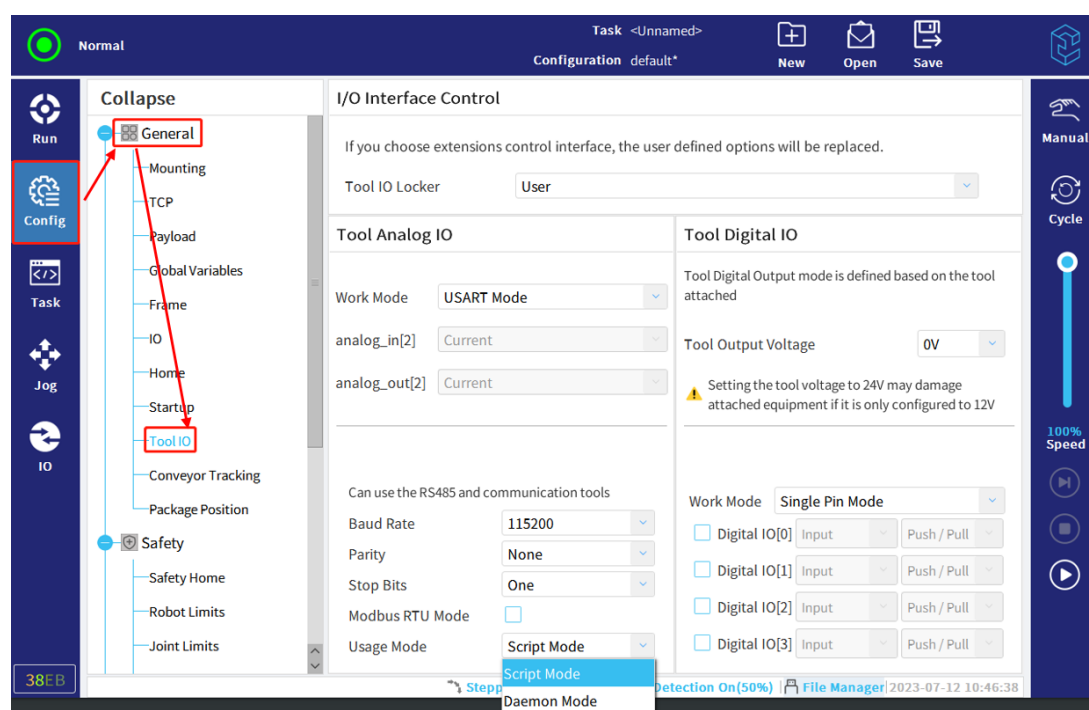 Normal
Task <Unnamed>
Configuration default*
New
Open
Save
Run
Config
Task
Jog
IO
38EB
Collapse
General
Mounting
TCP
Payload
Global Variables
Frame
IO
Home
Startup
Tool IO
Conveyor Tracking
Package Position
Safety
Safety Home
Robot Limits
Joint Limits
I/O Interface Control
If you choose extensions control interface, the user defined options will be replaced.
Tool IO Locker User
Tool Analog IO
Work Mode USART Mode
analog_in[2] Current
analog_out[2] Current
Can use the RS485 and communication tools
Baud Rate 115200
Parity None
Stop Bits One
Modbus RTU Mode
Usage Mode Script Mode
Script Mode
Daemon Mode
Tool Digital IO
Tool Digital Output mode is defined based on the tool
attached
Tool Output Voltage 0V
Setting the tool voltage to 24V may damage
attached equipment if it is only configured to 12V
Work Mode Single Pin Mode
Digital IO[0] Input Push / Pull
Digital IO[1] Input Push / Pull
Digital IO[2] Input Push / Pull
Digital IO[3] Input Push / Pull
On(50%) File Manager 2023-07-12 10:46:38
Manual
Cycle
100%
Speed